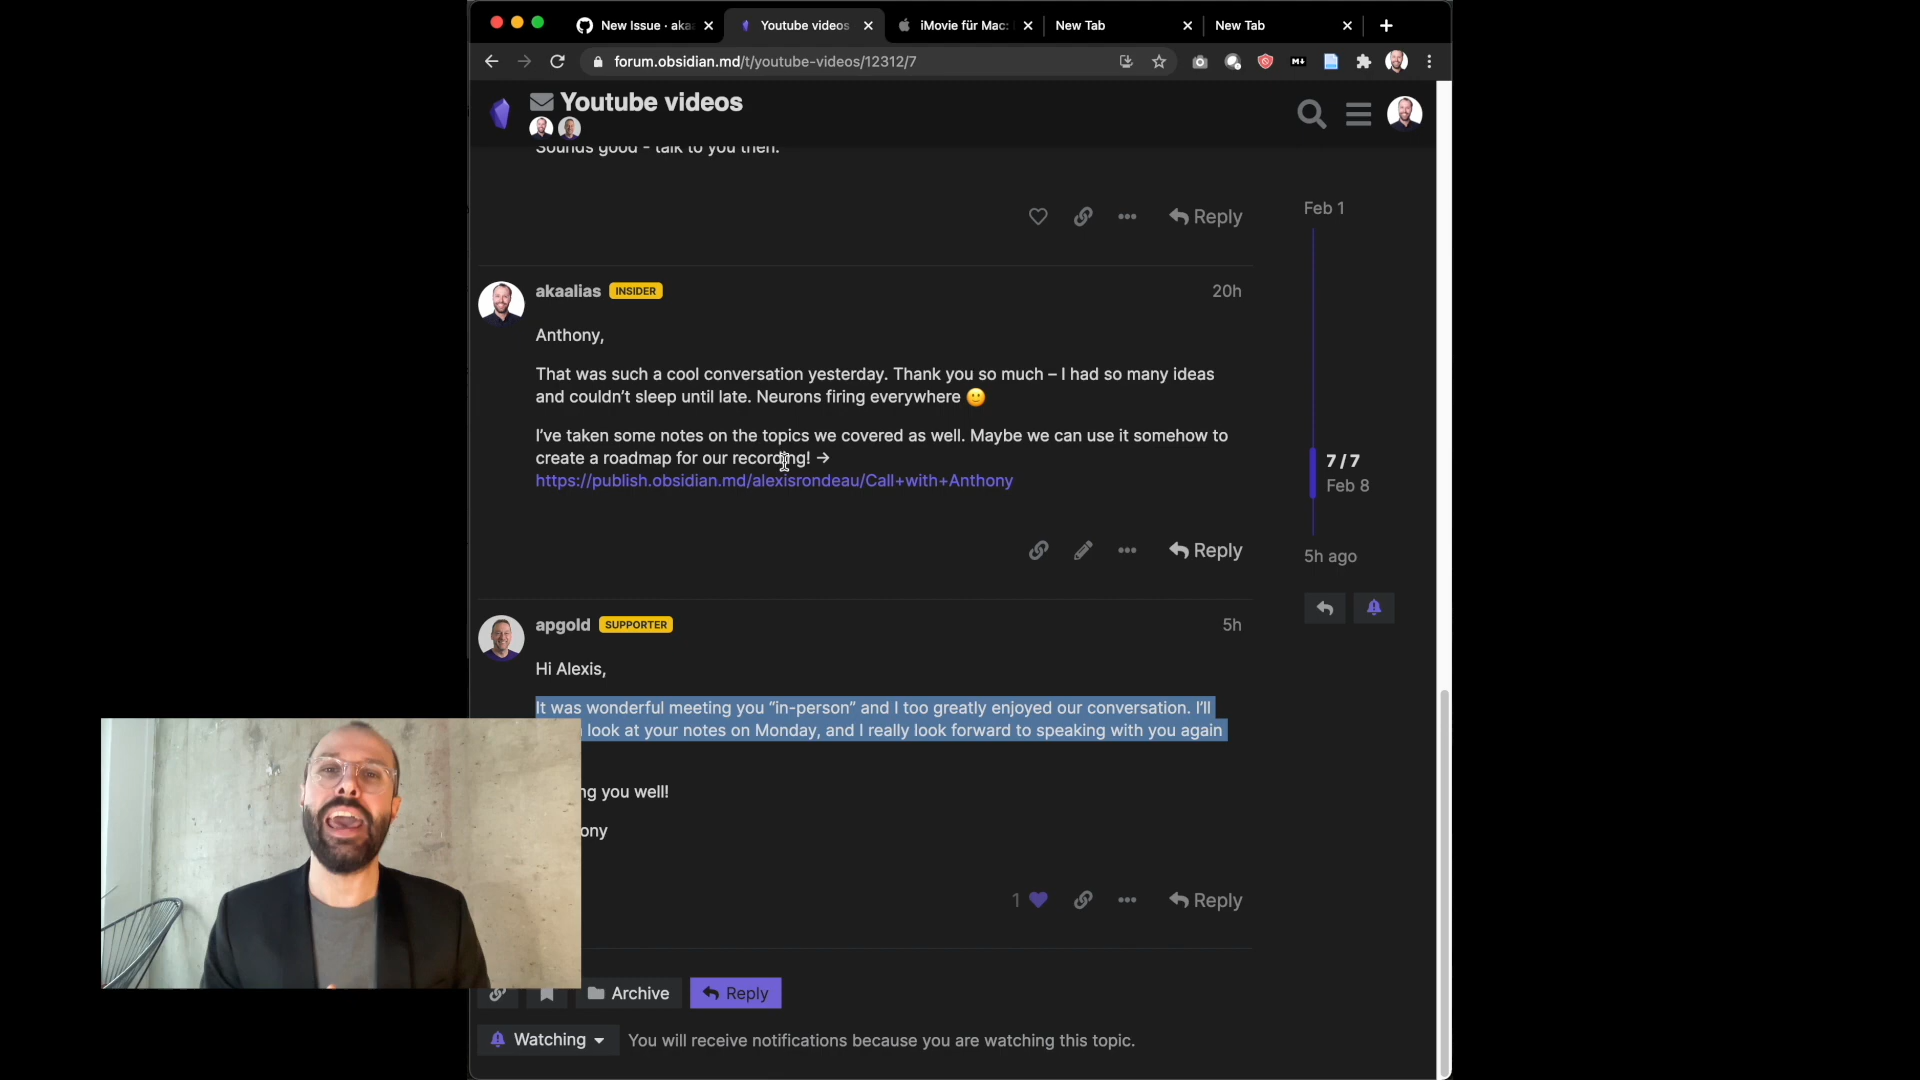 New Issue · aka
Youtube videos
iMovie für Mac:
New Tab
New Tab
forum.obsidian.md/t/youtube-videos/12312/7
Youtube videos
Sounds good - talk to you then.
Reply
Feb 1
akaalias INSIDER 20h
Anthony,
That was such a cool conversation yesterday. Thank you so much – I had so many ideas
and couldn't sleep until late. Neurons firing everywhere 🙂
I've taken some notes on the topics we covered as well. Maybe we can use it somehow to
create a roadmap for our recording! →
https://publish.obsidian.md/alexisrondeau/Call+with+Anthony
7 / 7
Feb 8
Reply
5h ago
apgold SUPPORTER 5h
Hi Alexis,
It was wonderful meeting you “in-person” and I too greatly enjoyed our conversation. I'll
look at your notes on Monday, and I really look forward to speaking with you again
ng you well!
ony
1
Reply
Archive
Reply
Watching
You will receive notifications because you are watching this topic.